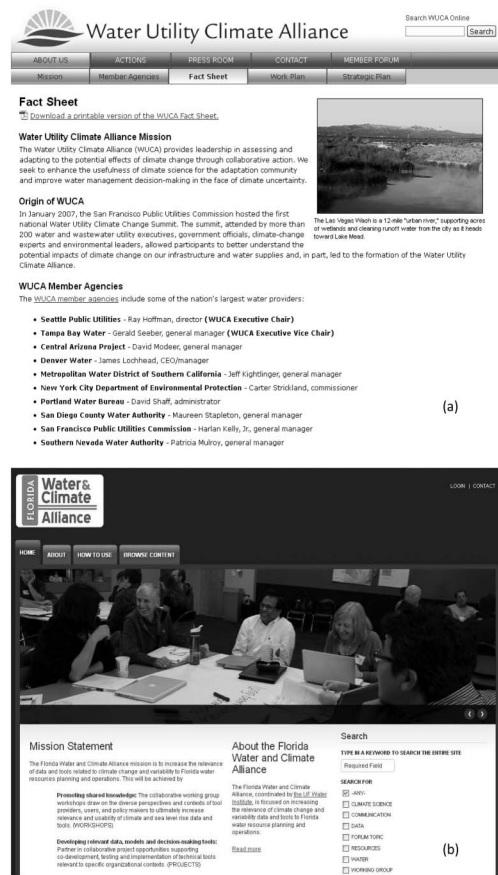 Water Utility Climate Alliance
Search WUCA Online
Search
ABOUT US ACTIONS PRESS ROOM CONTACT MEMBER FORUM
Mission Member Agencies Fact Sheet Work Plan Strategic Plan
Fact Sheet
Download a printable version of the WUCA Fact Sheet.
Water Utility Climate Alliance Mission
The Water Utility Climate Alliance (WUCA) provides leadership in assessing and
adapting to the potential effects of climate change through collaborative action. We
seek to enhance the usefulness of climate science for the adaptation community
and improve water management decision-making in the face of climate uncertainty.
Origin of WUCA
In January 2007, the San Francisco Public Utilities Commission hosted the first
national Water Utility Climate Change Summit. The summit, attended by more than
200 water and wastewater utility executives, government officials, climate-change
experts and environmental leaders, allowed participants to better understand the
potential impacts of climate change on our infrastructure and water supplies and, in part, led to the formation of the Water Utility
Climate Alliance.
The Las Vegas Wash is a 12-mile "urban river," supporting acres
of wetlands and cleaning runoff water from the city as it heads
toward Lake Mead.
WUCA Member Agencies
The WUCA member agencies include some of the nation's largest water providers:
• Seattle Public Utilities - Ray Hoffman, director (WUCA Executive Chair)
• Tampa Bay Water - Gerald Seeber, general manager (WUCA Executive Vice Chair)
• Central Arizona Project - David Modeer, general manager
• Denver Water - James Lochhead, CEO/manager
• Metropolitan Water District of Southern California - Jeff Kightlinger, general manager
• New York City Department of Environmental Protection - Carter Strickland, commissioner
• Portland Water Bureau - David Shaff, administrator
• San Diego County Water Authority - Maureen Stapleton, general manager
• San Francisco Public Utilities Commission - Harlan Kelly, Jr., general manager
• Southern Nevada Water Authority - Patricia Mulroy, general manager
(a)
FLORIDA
Water &
Climate
Alliance
LOGIN | CONTACT
HOME ABOUT HOW TO USE BROWSE CONTENT
Mission Statement
The Florida Water and Climate Alliance mission is to increase the relevance
of data and tools related to climate change and variability to Florida water
resources planning and operations. This will be achieved by
Promoting shared knowledge: The collaborative working group
workshops draw on the diverse perspectives and contexts of tool
providers, users, and policy makers to ultimately increase
relevance and usability of climate and sea level rise data and
tools. (WORKSHOPS)
Developing relevant data, models and decision-making tools:
Partner in collaborative project opportunities supporting
co-development, testing and implementation of technical tools
relevant to specific organizational contexts. (PROJECTS)
About the Florida
Water and Climate
Alliance
The Florida Water and Climate
Alliance, coordinated by the UF Water
Institute, is focused on increasing
the relevance of climate change and
variability data and tools to Florida
water resource planning and
operations.
Read more
Search
TYPE IN A KEYWORD TO SEARCH THE ENTIRE SITE
Required Field
SEARCH FOR
-ANY-
CLIMATE SCIENCE
COMMUNICATION
DATA
FORUM TOPIC
RESOURCES
WATER
WORKING GROUP
(b)